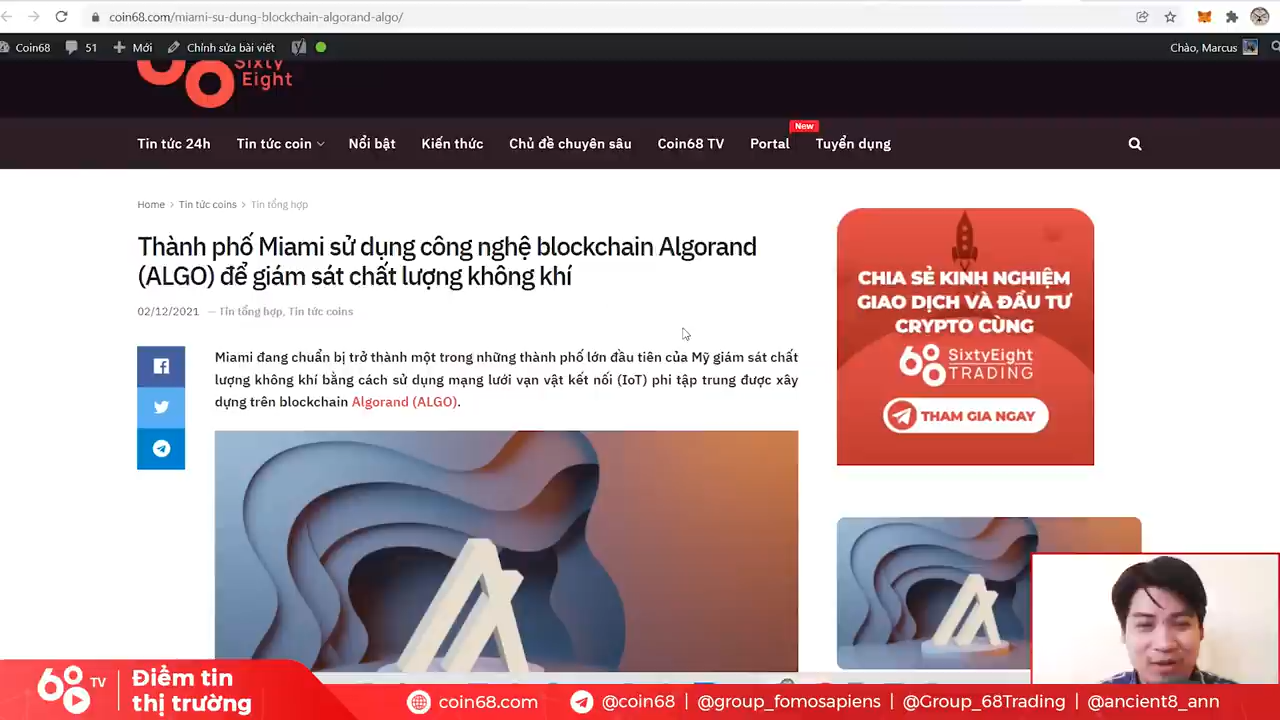 coin68.com/miami-su-dung-blockchain-algorand-algo/
Coin68 51 Mới Chỉnh sửa bài viết Chào, Marcus
Sixty
Eight
New
Tin tức 24h Tin tức coin Nổi bật Kiến thức Chủ đề chuyên sâu Coin68 TV Portal Tuyển dụng
Home > Tin tức coins > Tin tổng hợp
Thành phố Miami sử dụng công nghệ blockchain Algorand
(ALGO) để giám sát chất lượng không khí
02/12/2021 — Tin tổng hợp, Tin tức coins
Miami đang chuẩn bị trở thành một trong những thành phố lớn đầu tiên của Mỹ giám sát chất
lượng không khí bằng cách sử dụng mạng lưới vạn vật kết nối (IoT) phi tập trung được xây
dựng trên blockchain Algorand (ALGO).
CHIA SẺ KINH NGHIỆM
GIAO DỊCH VÀ ĐẦU TƯ
CRYPTO CÙNG
68 SixtyEight
TRADING
THAM GIA NGAY
68 TV
Điểm tin
thị trường
coin68.com @coin68 | @group_fomosapiens | @Group_68Trading | @ancient8_ann